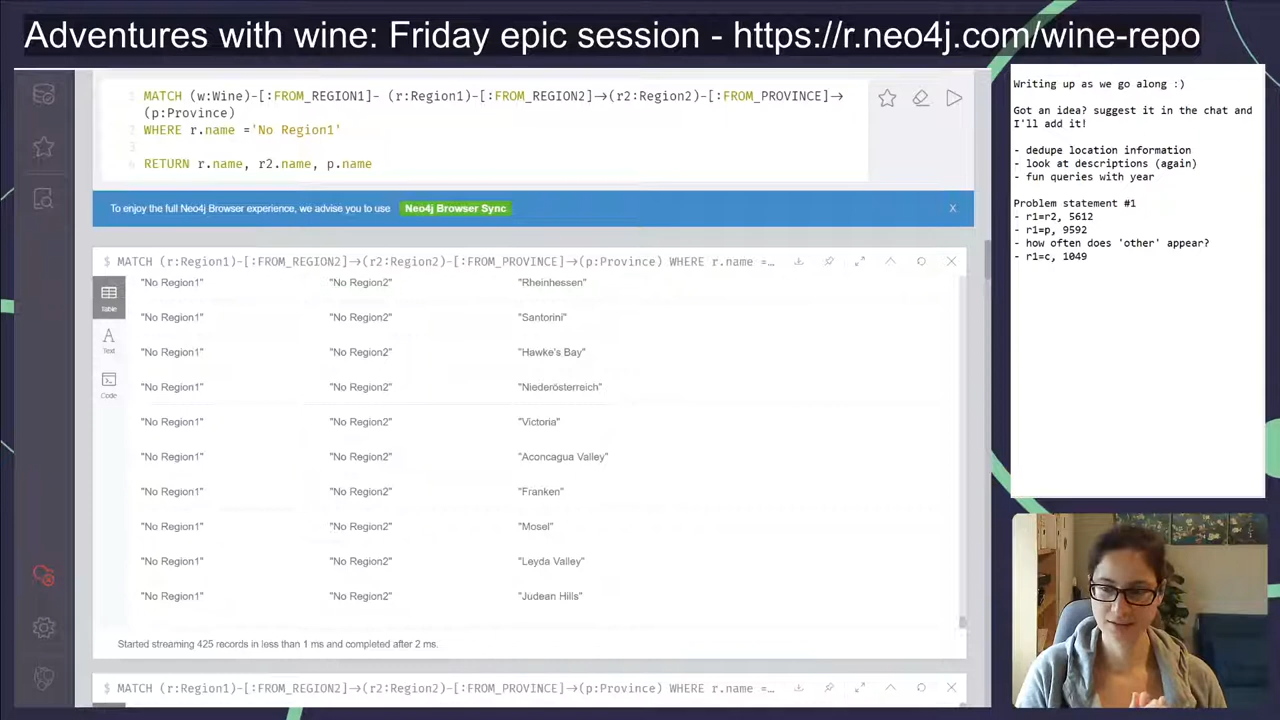 Adventures with wine: Friday epic session - https://r.neo4j.com/wine-repo
1 MATCH (w:Wine)-[:FROM_REGION1]- (r:Region1)-[:FROM_REGION2]→(r2:Region2)-[:FROM_PROVINCE]→
(p:Province)
2 WHERE r.name ='No Region1'
3
RETURN r.name, r2.name, p.name
To enjoy the full Neo4j Browser experience, we advise you to use Neo4j Browser Sync X
$ MATCH (r:Region1)-[:FROM_REGION2]→(r2:Region2)-[:FROM_PROVINCE]→(p:Province) WHERE r.name =…
Table
Text
Code
"No Region1" "No Region2" "Rheinhessen"
"No Region1" "No Region2" "Santorini"
"No Region1" "No Region2" "Hawke's Bay"
"No Region1" "No Region2" "Niederösterreich"
"No Region1" "No Region2" "Victoria"
"No Region1" "No Region2" "Aconcagua Valley"
"No Region1" "No Region2" "Franken"
"No Region1" "No Region2" "Mosel"
"No Region1" "No Region2" "Leyda Valley"
"No Region1" "No Region2" "Judean Hills"
Started streaming 425 records in less than 1 ms and completed after 2 ms.
$ MATCH (r:Region1)-[:FROM_REGION2]→(r2:Region2)-[:FROM_PROVINCE]→(p:Province) WHERE r.name =…
Writing up as we go along :)
Got an idea? suggest it in the chat and
I'll add it!
- dedupe location information
- look at descriptions (again)
- fun queries with year
Problem statement #1
- r1=r2, 5612
- r1=p, 9592
- how often does 'other' appear?
- r1=c, 1049